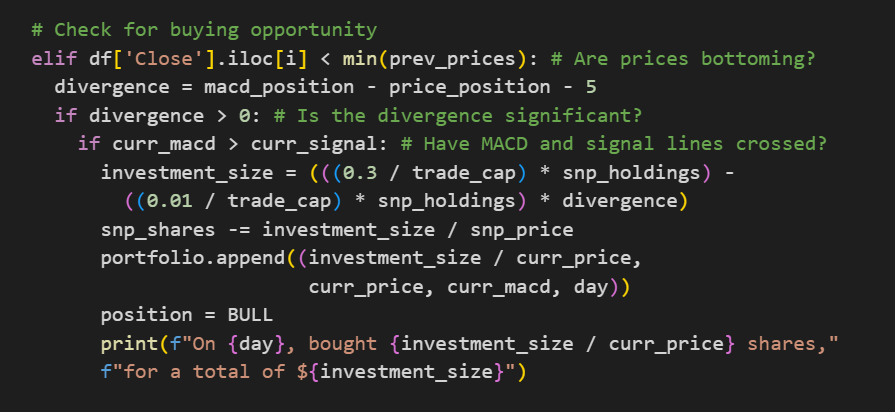 # Check for buying opportunity
elif df['Close'].iloc[i] < min(prev_prices): # Are prices bottoming?
divergence = macd_position - price_position - 5
if divergence > 0: # Is the divergence significant?
if curr_macd > curr_signal: # Have MACD and signal lines crossed?
investment_size = (((0.3 / trade_cap) * snp_holdings) -
((0.01 / trade_cap) * snp_holdings) * divergence)
snp_shares -= investment_size / snp_price
portfolio.append((investment_size / curr_price,
curr_price, curr_macd, day))
position = BULL
print(f"On {day}, bought {investment_size / curr_price} shares,"
f"for a total of ${investment_size}")